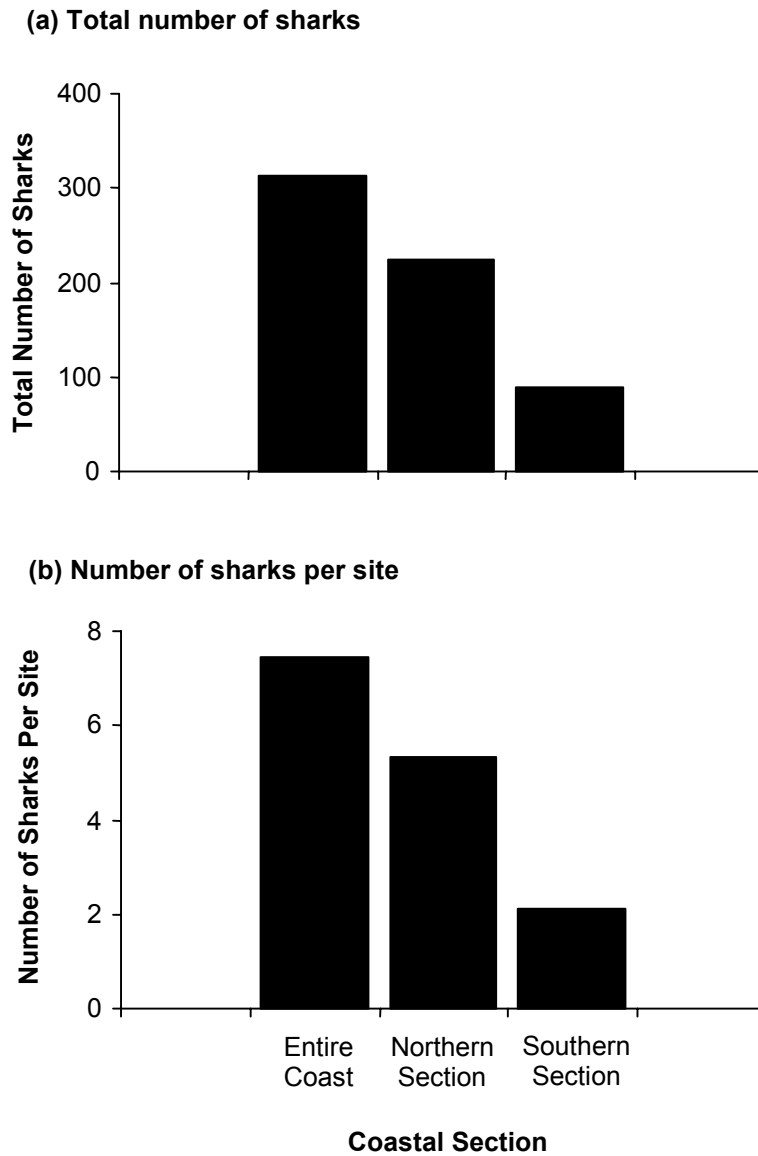 (a) Total number of sharks
400
300
200
100
0
Total Number of Sharks
(b) Number of sharks per site
8
6
4
2
0
Number of Sharks Per Site
Entire
Coast
Northern
Section
Southern
Section
Coastal Section